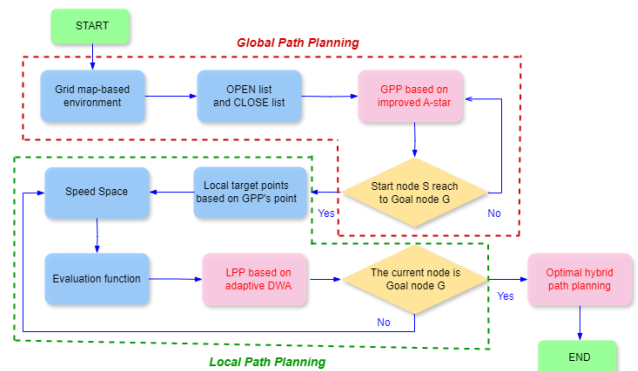 START
Global Path Planning
Grid map-based
environment
OPEN list
and CLOSE list
GPP based on
improved A-star
Start node S reach
to Goal node G
No
Yes
Local target points
based on GPP's point
Speed Space
Evaluation function
LPP based on
adaptive DWA
The current node is
Goal node G
No
Yes
Optimal hybrid
path planning
END
Local Path Planning